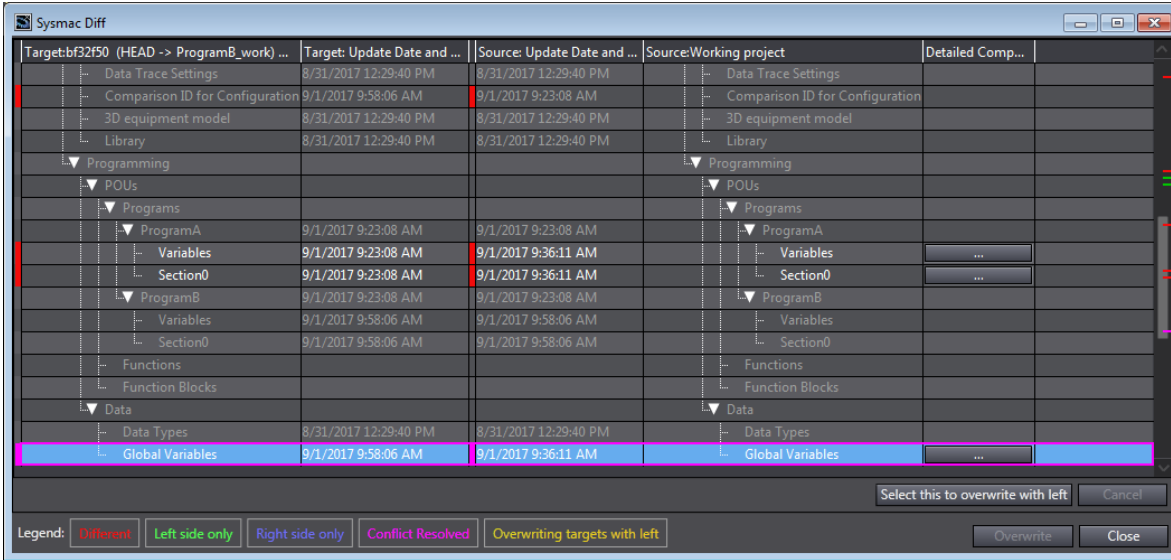 Sysmac Diff
Target:bf32f50 (HEAD -> ProgramB_work) ... Target: Update Date and ... Source: Update Date and ... Source:Working project Detailed Comp...
Data Trace Settings 8/31/2017 12:29:40 PM 8/31/2017 12:29:40 PM Data Trace Settings
Comparison ID for Configuration 9/1/2017 9:58:06 AM 9/1/2017 9:23:08 AM Comparison ID for Configuration
3D equipment model 8/31/2017 12:29:40 PM 8/31/2017 12:29:40 PM 3D equipment model
Library 8/31/2017 12:29:40 PM 8/31/2017 12:29:40 PM Library
Programming Programming
POUs POUs
Programs Programs
ProgramA 9/1/2017 9:23:08 AM 9/1/2017 9:23:08 AM ProgramA
Variables 9/1/2017 9:23:08 AM 9/1/2017 9:36:11 AM Variables ...
Section0 9/1/2017 9:23:08 AM 9/1/2017 9:36:11 AM Section0 ...
ProgramB 9/1/2017 9:23:08 AM 9/1/2017 9:23:08 AM ProgramB
Variables 9/1/2017 9:58:06 AM 9/1/2017 9:58:06 AM Variables
Section0 9/1/2017 9:58:06 AM 9/1/2017 9:58:06 AM Section0
Functions Functions
Function Blocks Function Blocks
Data Data
Data Types 8/31/2017 12:29:40 PM 8/31/2017 12:29:40 PM Data Types
Global Variables 9/1/2017 9:58:06 AM 9/1/2017 9:36:11 AM Global Variables ...
Select this to overwrite with left Cancel
Legend: Different Left side only Right side only Conflict Resolved Overwriting targets with left Overwrite Close